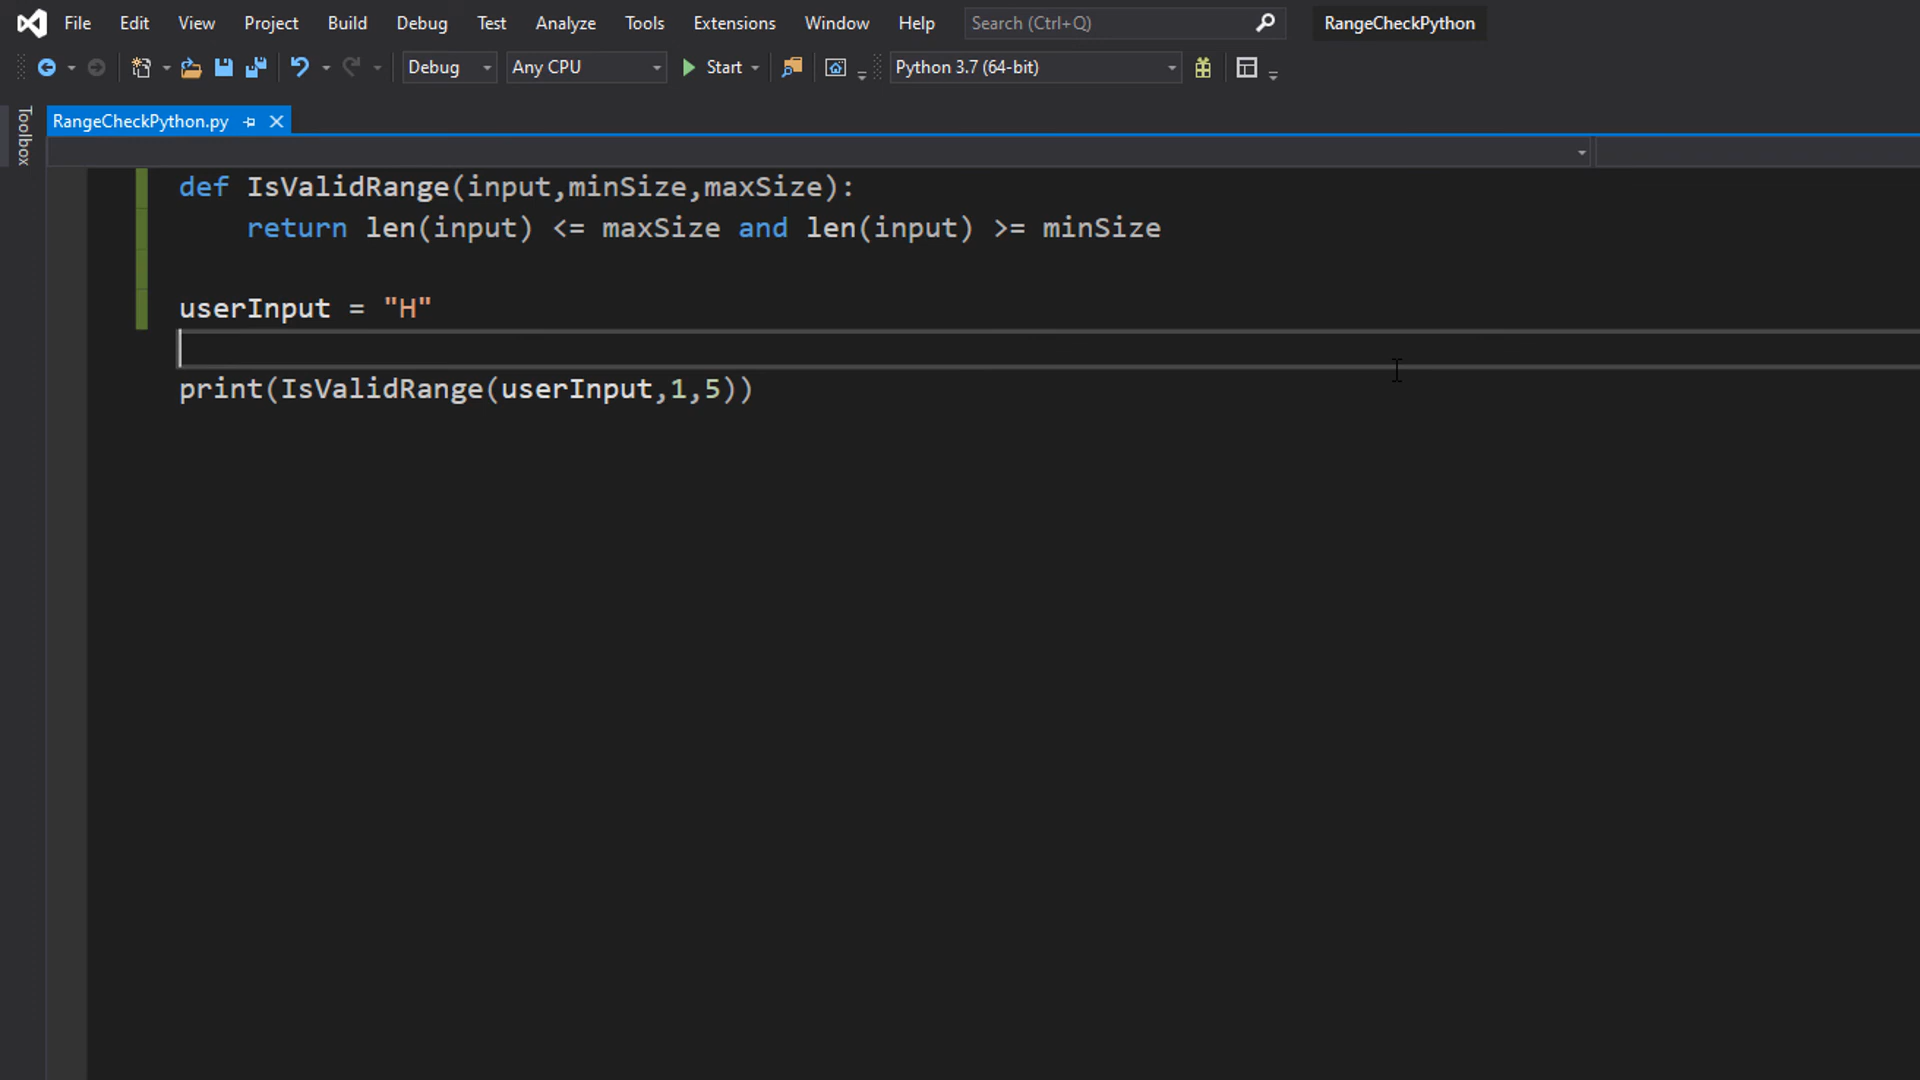 File Edit View Project Build Debug Test Analyze Tools Extensions Window Help Search (Ctrl+Q) RangeCheckPython
Debug Any CPU Start Python 3.7 (64-bit)
Toolbox
RangeCheckPython.py
def IsValidRange(input,minSize,maxSize):
    return len(input) <= maxSize and len(input) >= minSize
userInput = "H"
print(IsValidRange(userInput,1,5))